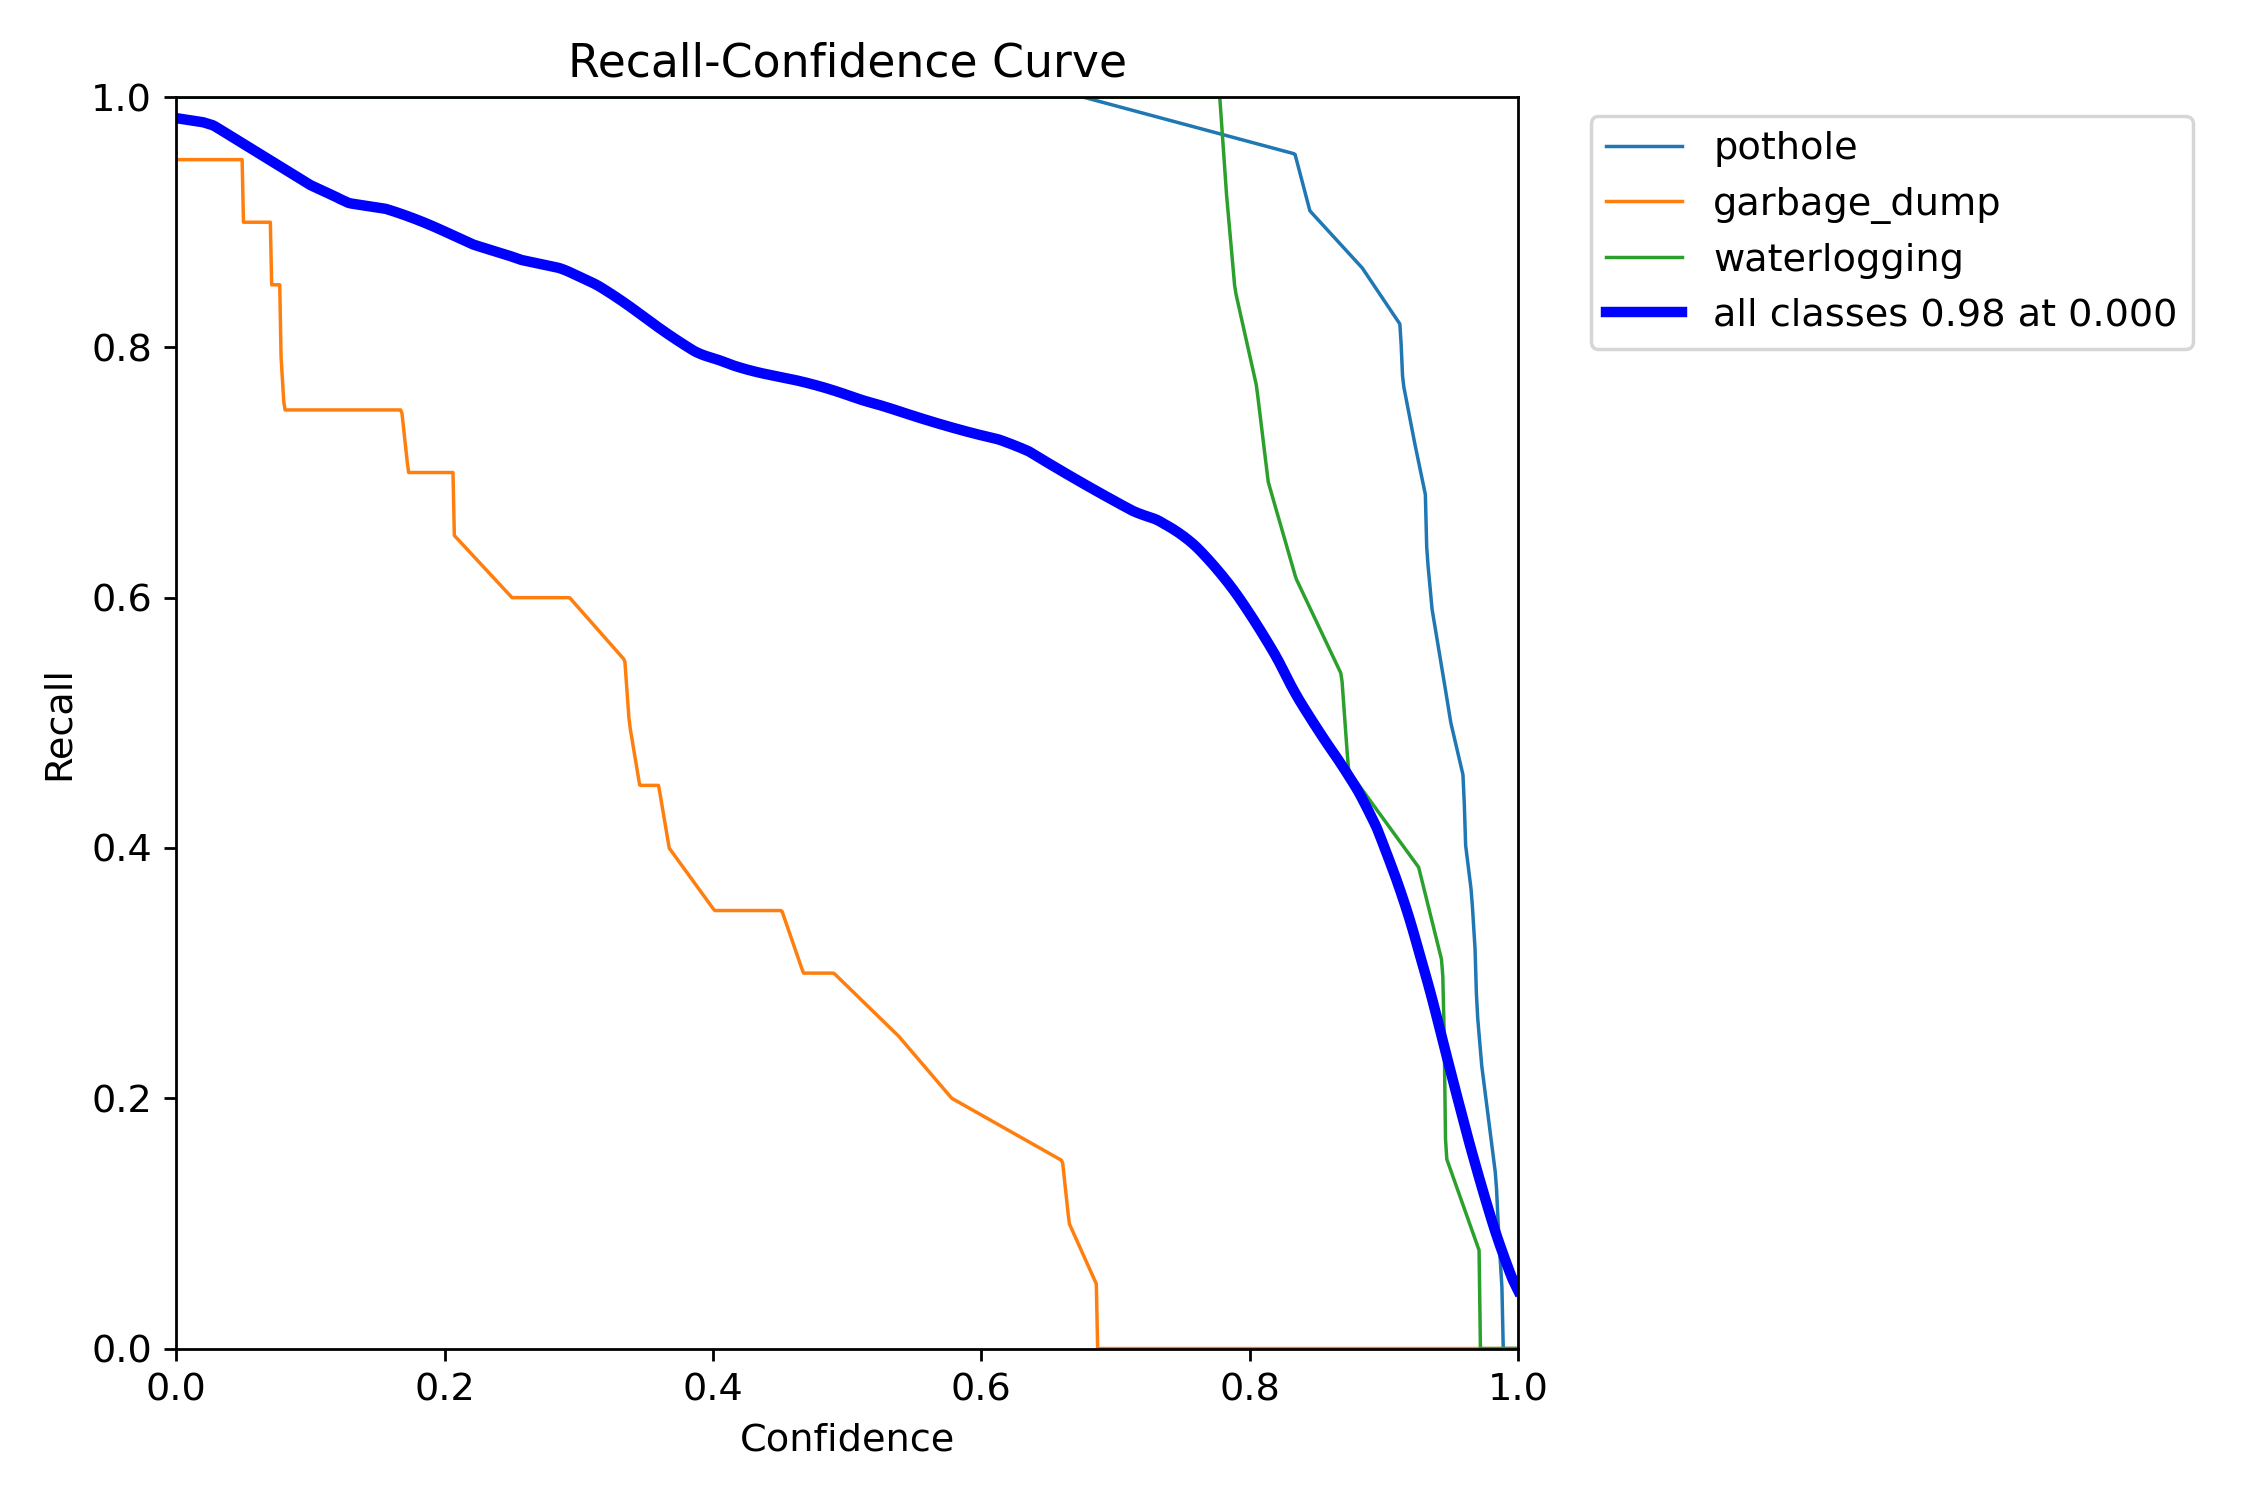 Recall-Confidence Curve
1.0
0.8
0.6
0.4
0.2
0.0
Recall
0.0 0.2 0.4 0.6 0.8 1.0
Confidence
pothole
garbage_dump
waterlogging
all classes 0.98 at 0.000